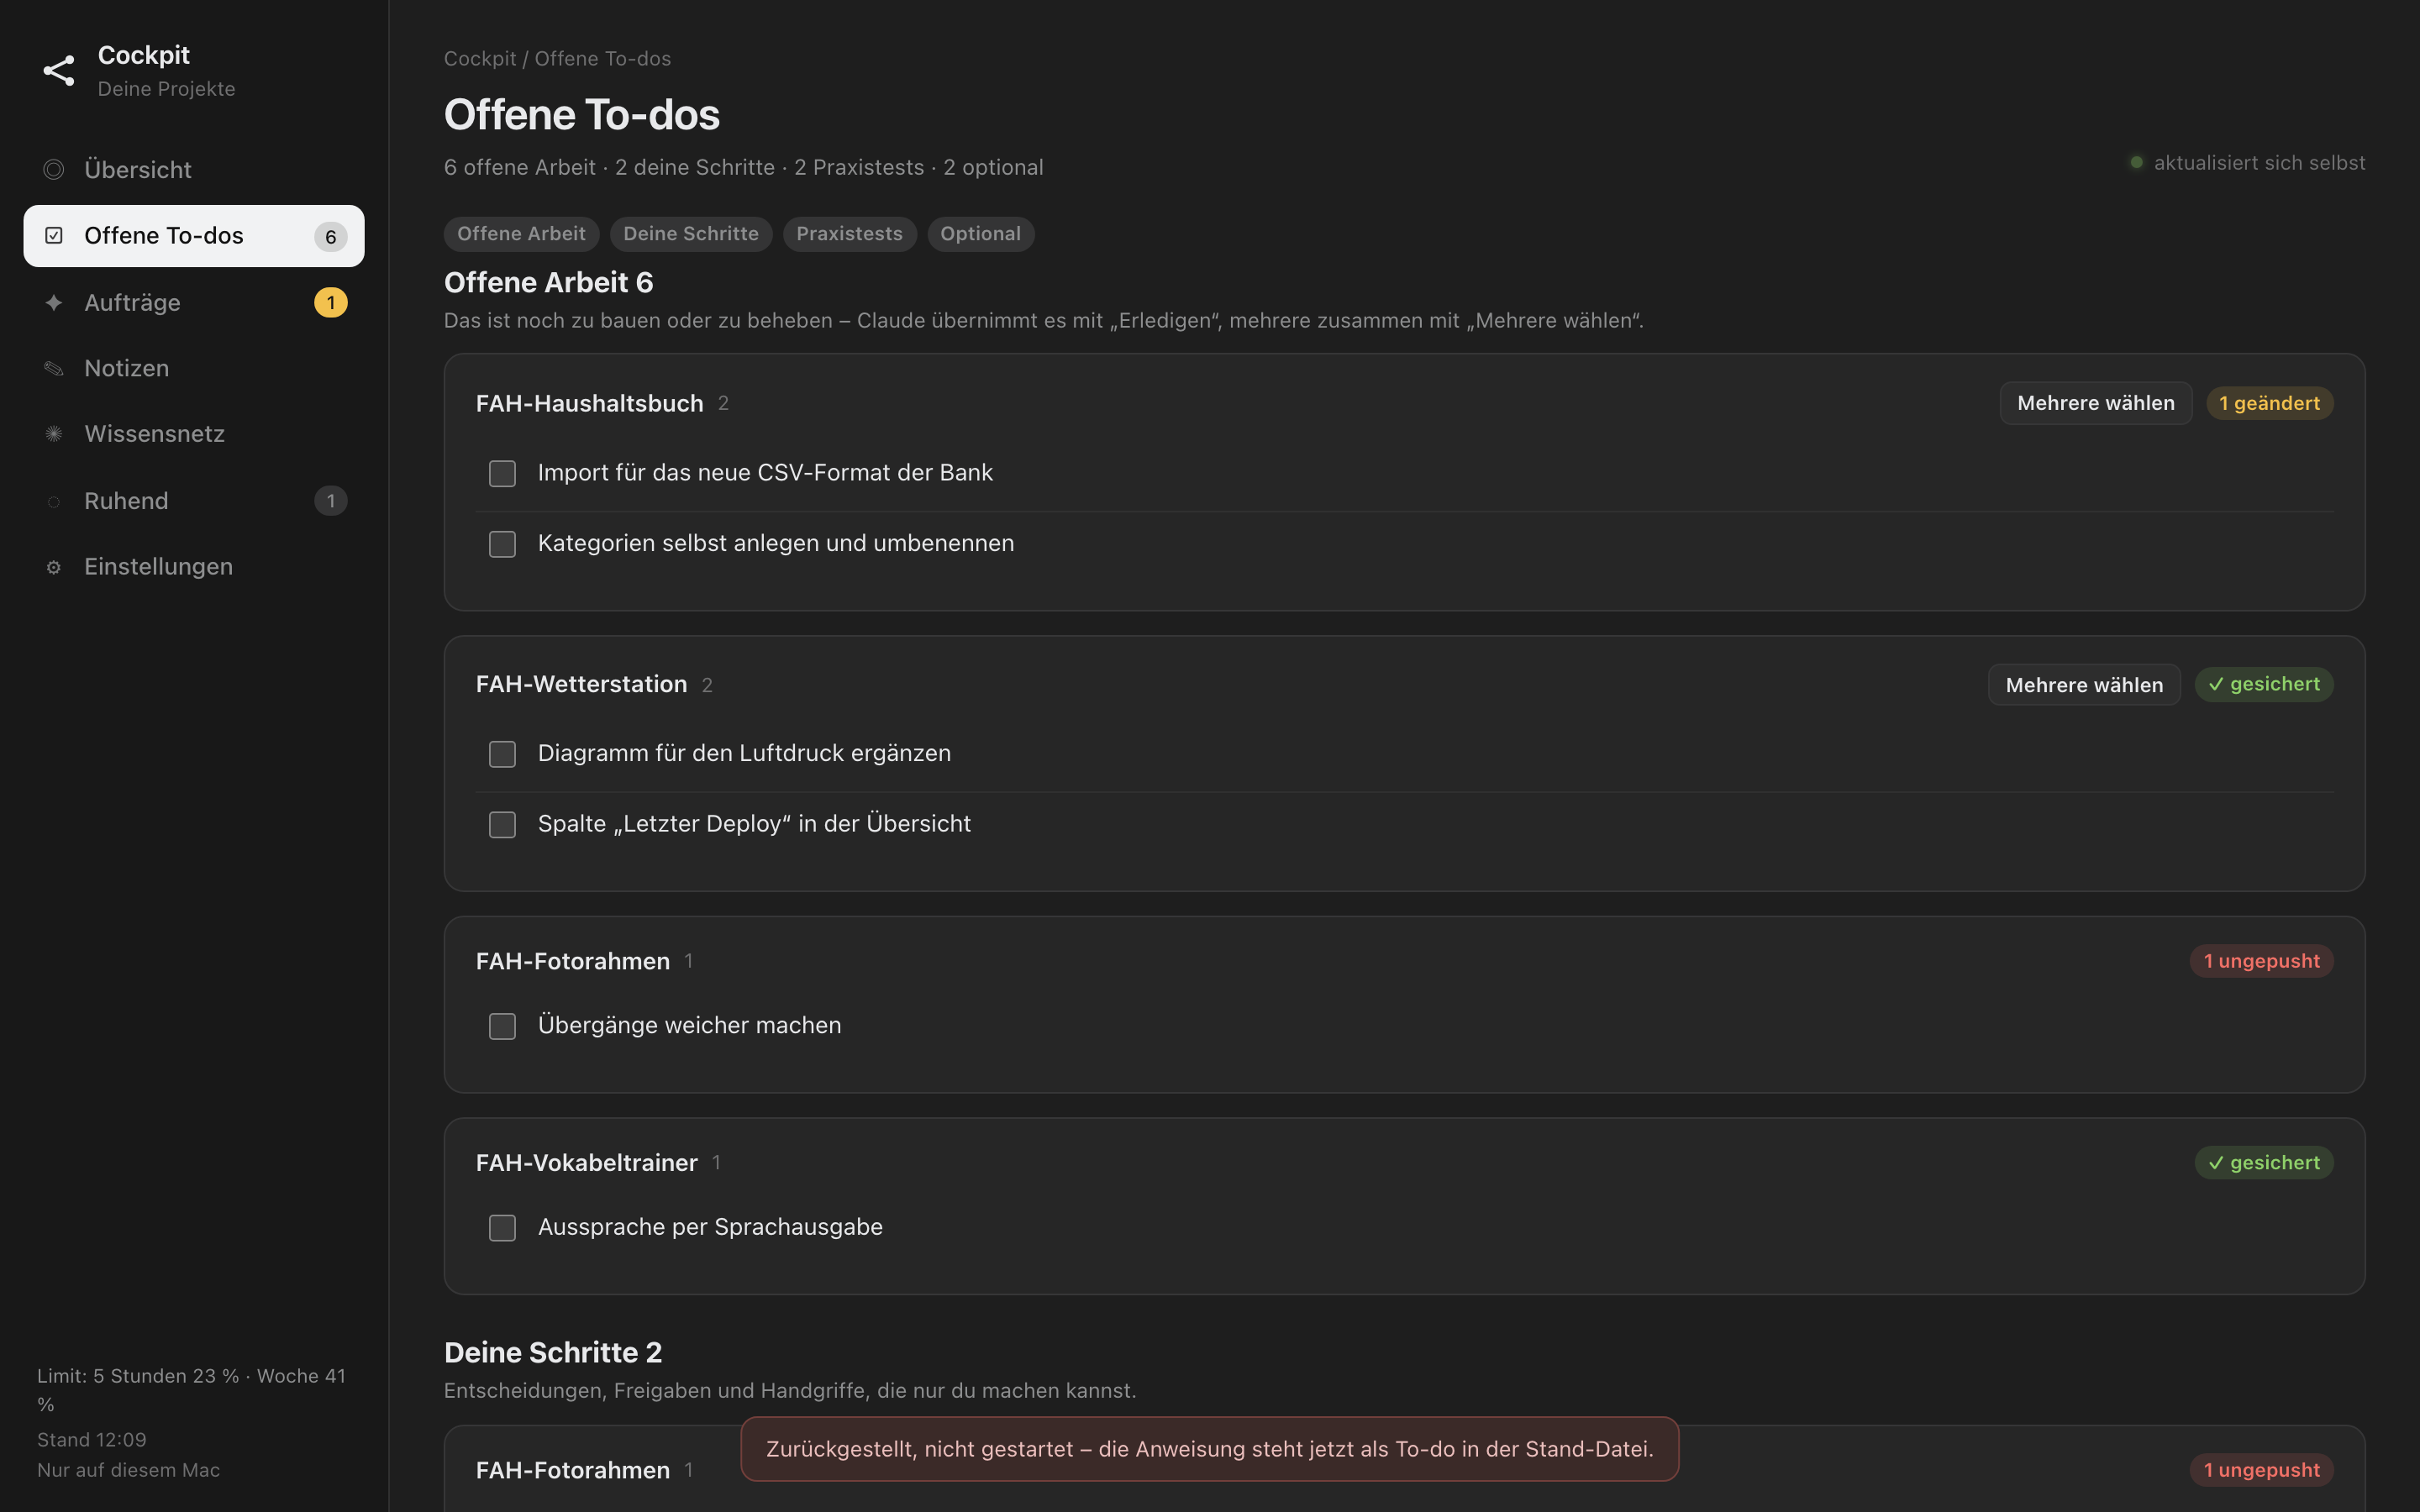 Cockpit
Deine Projekte
Übersicht
Offene To-dos 6
Aufträge 1
Notizen
Wissensnetz
Ruhend 1
Einstellungen
Limit: 5 Stunden 23 % · Woche 41
%
Stand 12:09
Nur auf diesem Mac
Cockpit / Offene To-dos
Offene To-dos
6 offene Arbeit · 2 deine Schritte · 2 Praxistests · 2 optional
aktualisiert sich selbst
Offene Arbeit Deine Schritte Praxistests Optional
Offene Arbeit 6
Das ist noch zu bauen oder zu beheben – Claude übernimmt es mit „Erledigen“, mehrere zusammen mit „Mehrere wählen“.
FAH-Haushaltsbuch 2 Mehrere wählen 1 geändert
Import für das neue CSV-Format der Bank
Kategorien selbst anlegen und umbenennen
FAH-Wetterstation 2 Mehrere wählen ✓ gesichert
Diagramm für den Luftdruck ergänzen
Spalte „Letzter Deploy“ in der Übersicht
FAH-Fotorahmen 1 1 ungepusht
Übergänge weicher machen
FAH-Vokabeltrainer 1 ✓ gesichert
Aussprache per Sprachausgabe
Deine Schritte 2
Entscheidungen, Freigaben und Handgriffe, die nur du machen kannst.
Zurückgestellt, nicht gestartet – die Anweisung steht jetzt als To-do in der Stand-Datei.
FAH-Fotorahmen 1 1 ungepusht